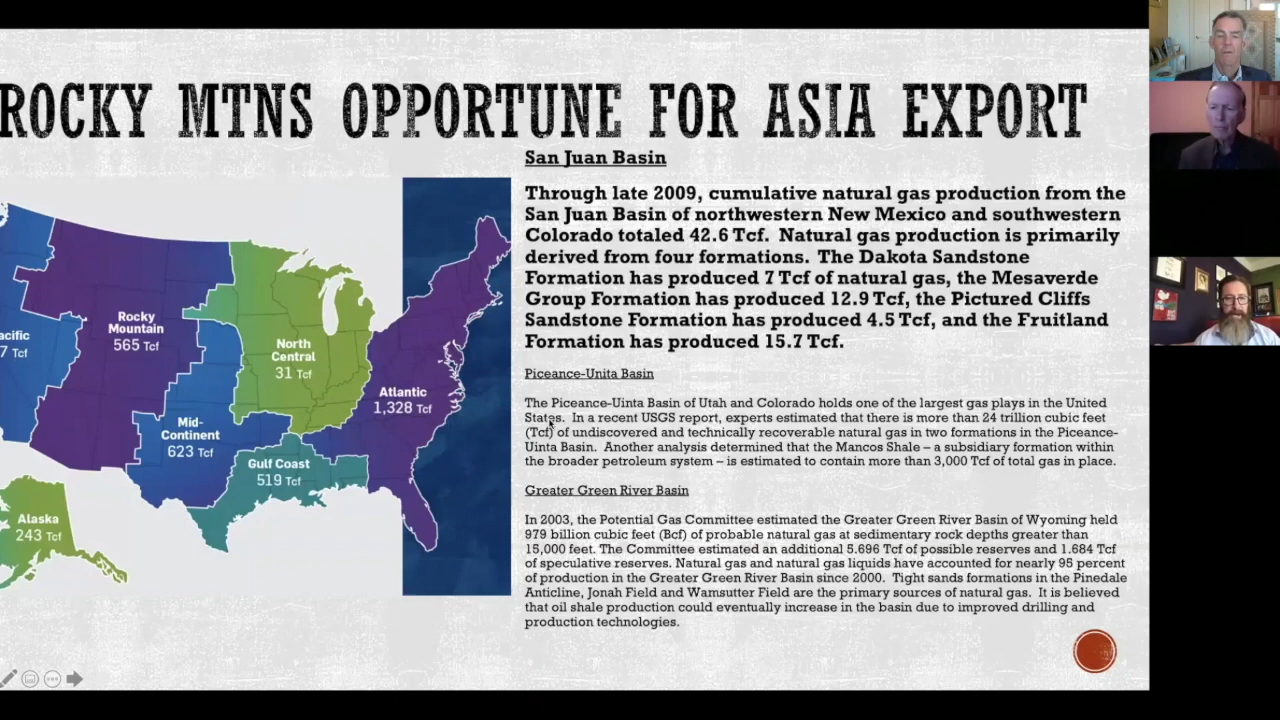 ROCKY MTNS OPPORTUNE FOR ASIA EXPORT
acific
7 Tcf
Rocky
Mountain
565 Tcf
North
Central
31 Tcf
Atlantic
1,328 Tcf
Mid-
Continent
623 Tcf
Gulf Coast
519 Tcf
Alaska
243 Tcf
San Juan Basin
Through late 2009, cumulative natural gas production from the
San Juan Basin of northwestern New Mexico and southwestern
Colorado totaled 42.6 Tcf. Natural gas production is primarily
derived from four formations. The Dakota Sandstone
Formation has produced 7 Tcf of natural gas, the Mesaverde
Group Formation has produced 12.9 Tcf, the Pictured Cliffs
Sandstone Formation has produced 4.5 Tcf, and the Fruitland
Formation has produced 15.7 Tcf.
Piceance-Unita Basin
The Piceance-Uinta Basin of Utah and Colorado holds one of the largest gas plays in the United
States. In a recent USGS report, experts estimated that there is more than 24 trillion cubic feet
(Tcf) of undiscovered and technically recoverable natural gas in two formations in the Piceance-
Uinta Basin. Another analysis determined that the Mancos Shale – a subsidiary formation within
the broader petroleum system – is estimated to contain more than 3,000 Tcf of total gas in place.
Greater Green River Basin
In 2003, the Potential Gas Committee estimated the Greater Green River Basin of Wyoming held
979 billion cubic feet (Bcf) of probable natural gas at sedimentary rock depths greater than
15,000 feet. The Committee estimated an additional 5.696 Tcf of possible reserves and 1.684 Tcf
of speculative reserves. Natural gas and natural gas liquids have accounted for nearly 95 percent
of production in the Greater Green River Basin since 2000. Tight sands formations in the Pinedale
Anticline, Jonah Field and Wamsutter Field are the primary sources of natural gas. It is believed
that oil shale production could eventually increase in the basin due to improved drilling and
production technologies.